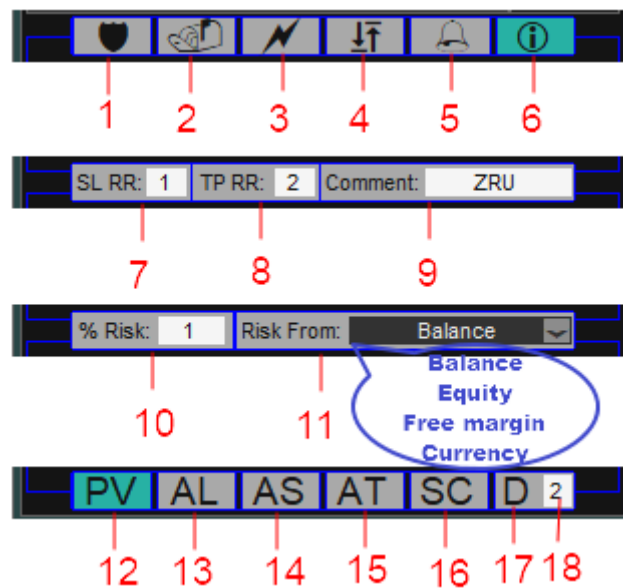 1 2 3 4 5 6
SL RR: 1 TP RR: 2 Comment: ZRU
7 8 9
% Risk: 1 Risk From: Balance
Balance
Equity
Free margin
Currency
10 11
PV AL AS AT SC D 2
12 13 14 15 16 17 18